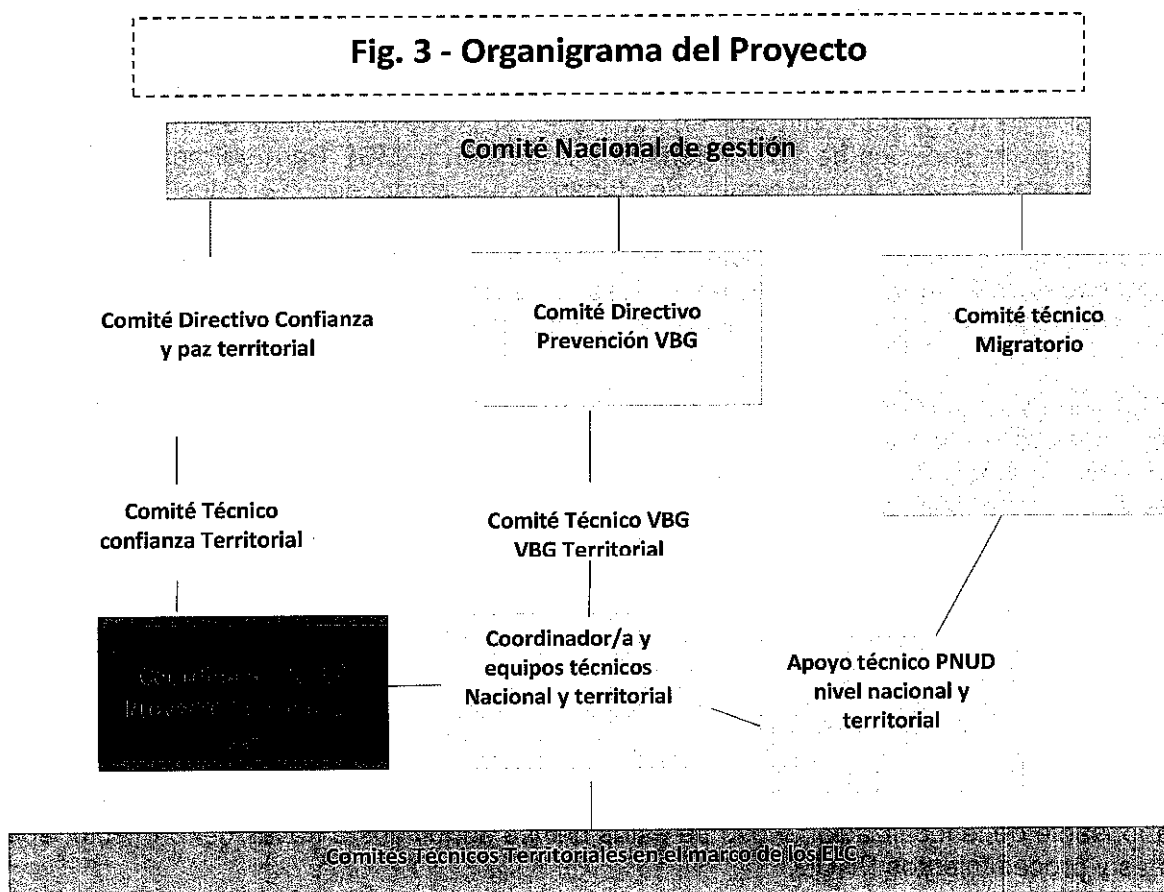 Fig. 3 - Organigrama del Proyecto
Comité Nacional de gestión
Comité Directivo Confianza
y paz territorial
Comité Directivo
Prevención VBG
Comité técnico
Migratorio
Comité Técnico
confianza Territorial
Comité Técnico VBG
VBG Territorial
Coordinador/a y
equipos técnicos
Nacional y territorial
Apoyo técnico PNUD
nivel nacional y
territorial
Comites Técnicos Territoriales en el marco de los ELC